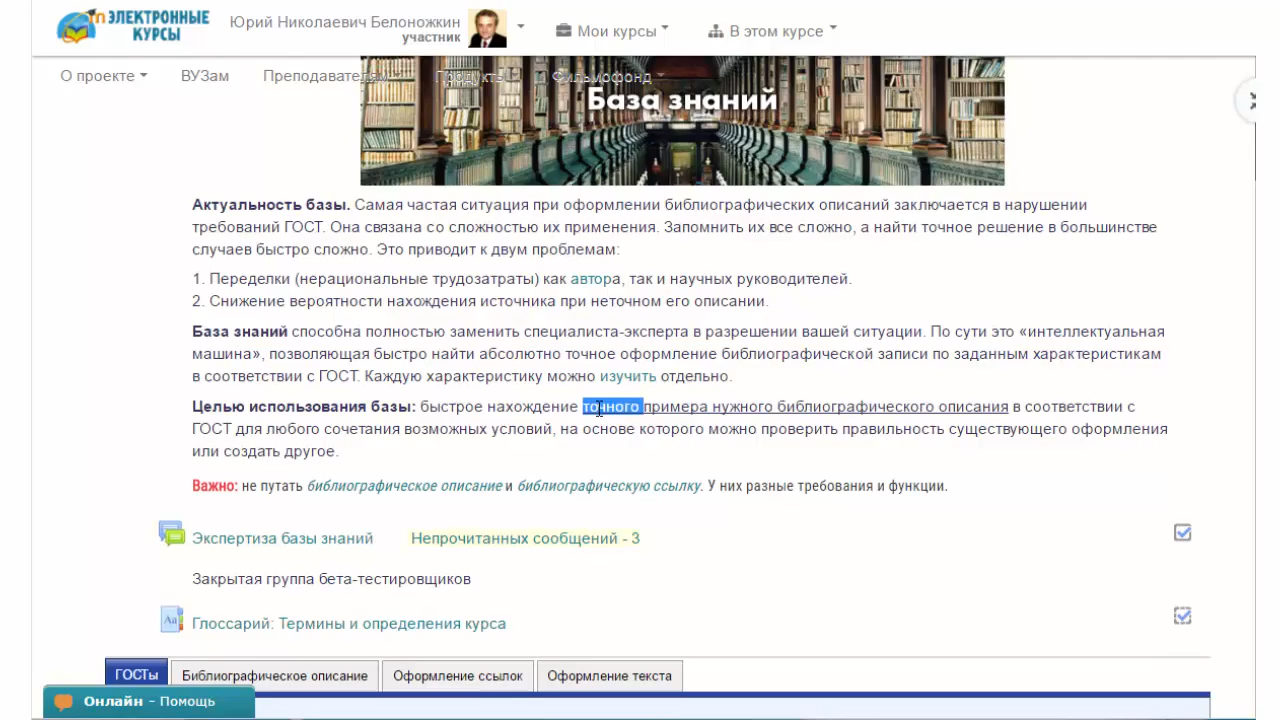 ЭЛЕКТРОННЫЕ
КУРСЫ
Юрий Николаевич Белоножкин
участник
Мои курсы
В этом курсе
О проекте
ВУЗам
Преподавателям
Продукты
Фильмофонд
База знаний
Актуальность базы. Самая частая ситуация при оформлении библиографических описаний заключается в нарушении
требований ГОСТ. Она связана со сложностью их применения. Запомнить их все сложно, а найти точное решение в большинстве
случаев быстро сложно. Это приводит к двум проблемам:
1. Переделки (нерациональные трудозатраты) как автора, так и научных руководителей.
2. Снижение вероятности нахождения источника при неточном его описании.
База знаний способна полностью заменить специалиста-эксперта в разрешении вашей ситуации. По сути это «интеллектуальная
машина», позволяющая быстро найти абсолютно точное оформление библиографической записи по заданным характеристикам
в соответствии с ГОСТ. Каждую характеристику можно изучить отдельно.
Целью использования базы: быстрое нахождение точного примера нужного библиографического описания в соответствии с
ГОСТ для любого сочетания возможных условий, на основе которого можно проверить правильность существующего оформления
или создать другое.
Важно: не путать библиографическое описание и библиографическую ссылку. У них разные требования и функции.
Экспертиза базы знаний
Непрочитанных сообщений - 3
Закрытая группа бета-тестировщиков
Глоссарий: Термины и определения курса
ГОСТы
Библиографическое описание
Оформление ссылок
Оформление текста
Онлайн – Помощь